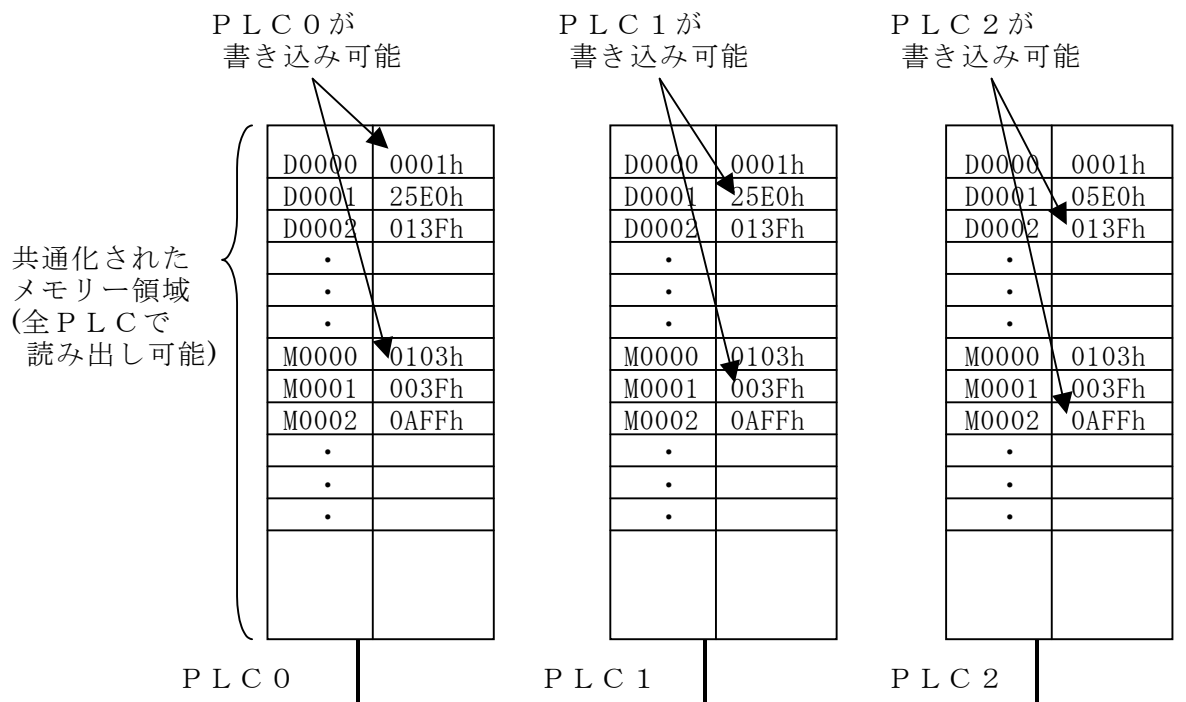 PLC0が
書き込み可能
PLC1が
書き込み可能
PLC2が
書き込み可能
共通化された
メモリー領域
(全PLCで
読み出し可能)
D0000 0001h
D0001 25E0h
D0002 013Fh
・
・
・
M0000 0103h
M0001 003Fh
M0002 0AFFh
・
・
・
PLC0
D0000 0001h
D0001 25E0h
D0002 013Fh
・
・
・
M0000 0103h
M0001 003Fh
M0002 0AFFh
・
・
・
PLC1
D0000 0001h
D0001 05E0h
D0002 013Fh
・
・
・
M0000 0103h
M0001 003Fh
M0002 0AFFh
・
・
・
PLC2